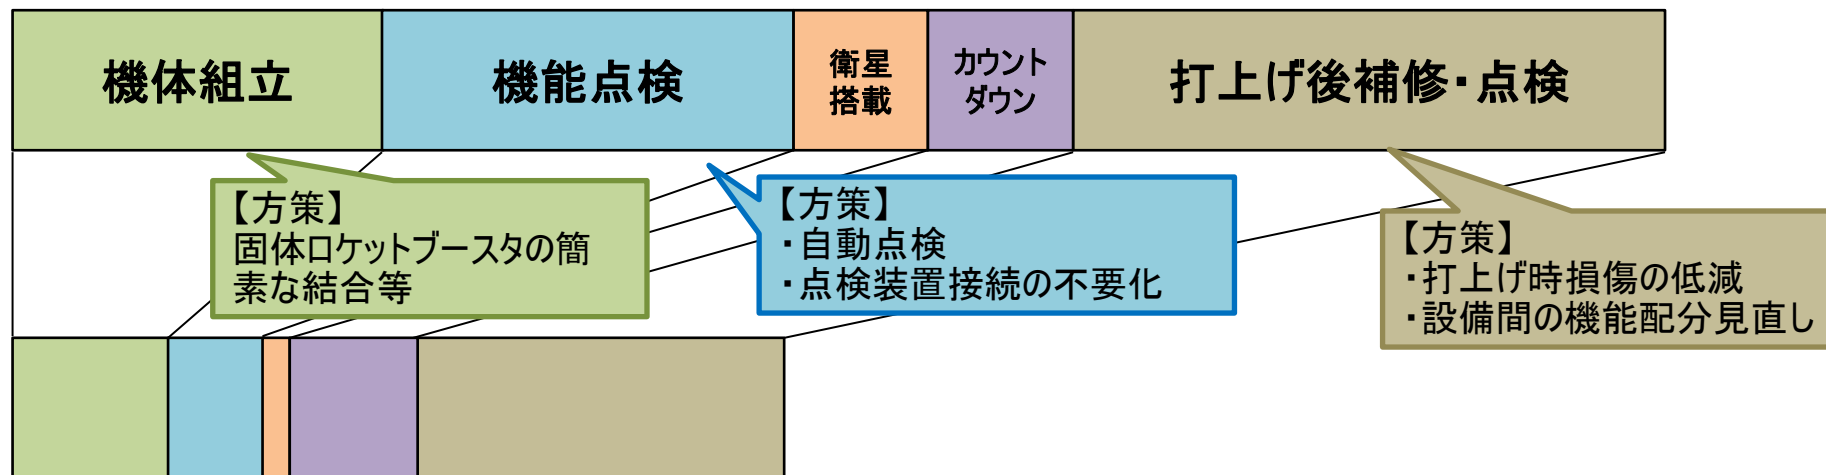 機体組立
機能点検
衛星
搭載
カウント
ダウン
打上げ後補修・点検
【方策】
固体ロケットブースタの簡
素な結合等
【方策】
・自動点検
・点検装置接続の不要化
【方策】
・打上げ時損傷の低減
・設備間の機能配分見直し